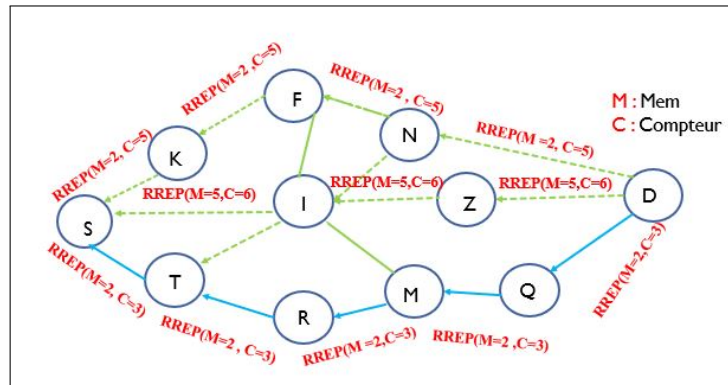 RREP(M=2 ,C=5)
F
RREP(M=2 , C=5)
M : Mem
C : Compteur
N
RREP(M =2, C=5)
RREP(M=2, C=5)
K
RREP(M=5,C=6)
RREP(M=5,C=6)
RREP(M=5,C=6)
I
Z
D
S
RREP(M=2,C=3)
T
M
Q
RREP(M=2, C=3)
R
RREP(M=2 , C=3)
RREP(M =2,C=3)
RREP(M=2 ,C=3)